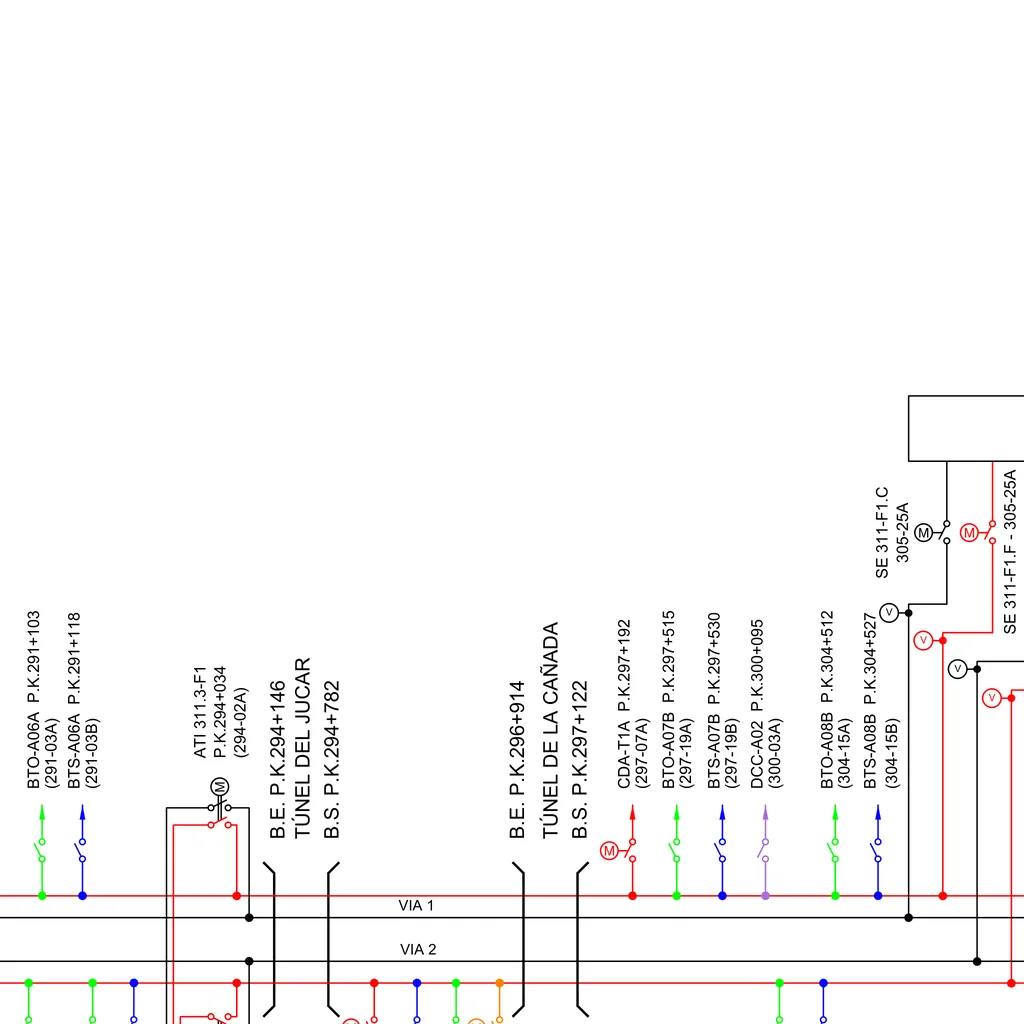 BTO-A06A P.K.291+103
(291-03A)
BTS-A06A P.K.291+118
(291-03B)
ATI 311.3-F1
P.K.294+034
(294-02A)
M
B.E. P.K.294+146
TÚNEL DEL JUCAR
B.S. P.K.294+782
B.E. P.K.296+914
TÚNEL DE LA CAÑADA
B.S. P.K.297+122
CDA-T1A P.K.297+192
(297-07A)
M
BTO-A07B P.K.297+515
(297-19A)
BTS-A07B P.K.297+530
(297-19B)
DCC-A02 P.K.300+095
(300-03A)
BTO-A08B P.K.304+512
(304-15A)
BTS-A08B P.K.304+527
(304-15B)
SE 311-F1.C
305-25A
M
M
SE 311-F1.F - 305-25A
V
V
V
V
VIA 1
VIA 2